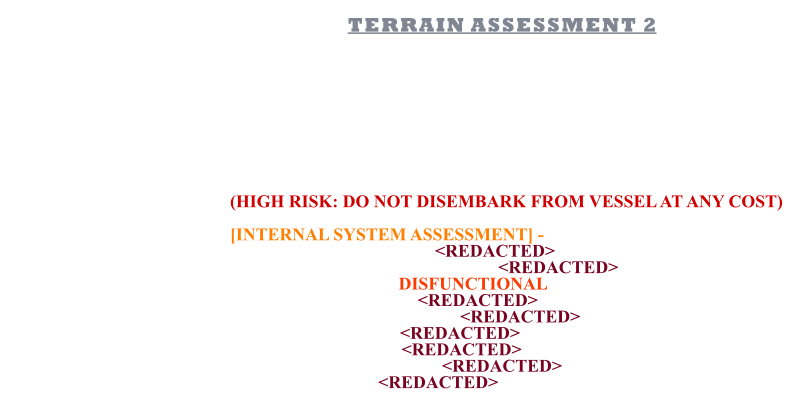 TERRAIN ASSESSMENT 2
(HIGH RISK: DO NOT DISEMBARK FROM VESSEL AT ANY COST)
[INTERNAL SYSTEM ASSESSMENT] -
<REDACTED>
<REDACTED>
DISFUNCTIONAL
<REDACTED>
<REDACTED>
<REDACTED>
<REDACTED>
<REDACTED>
<REDACTED>